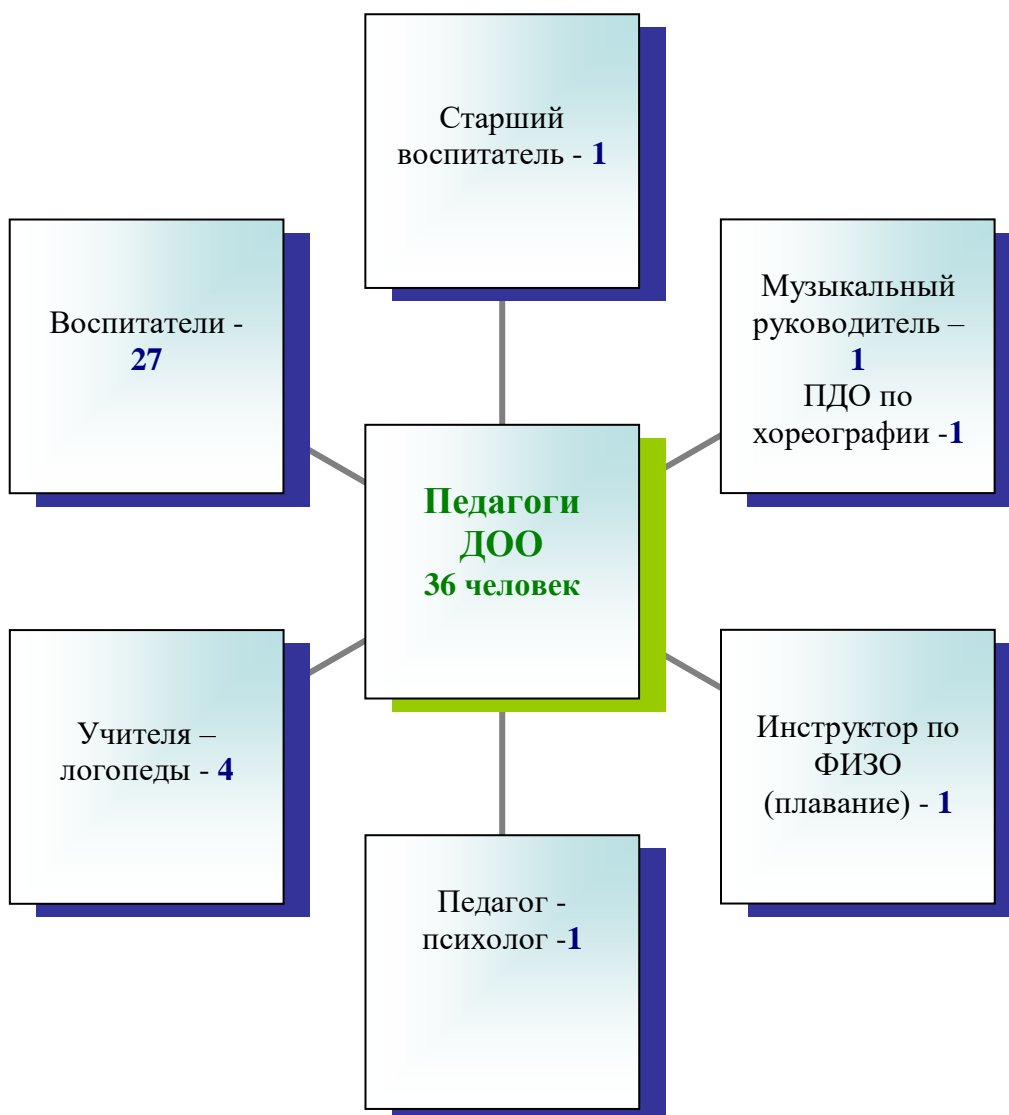 Старший
воспитатель - 1
Воспитатели -
27
Музыкальный
руководитель –
1
ПДО по
хореографии -1
Педагоги
ДОО
36 человек
Учителя –
логопеды - 4
Инструктор по
ФИЗО
(плавание) - 1
Педагог -
психолог -1